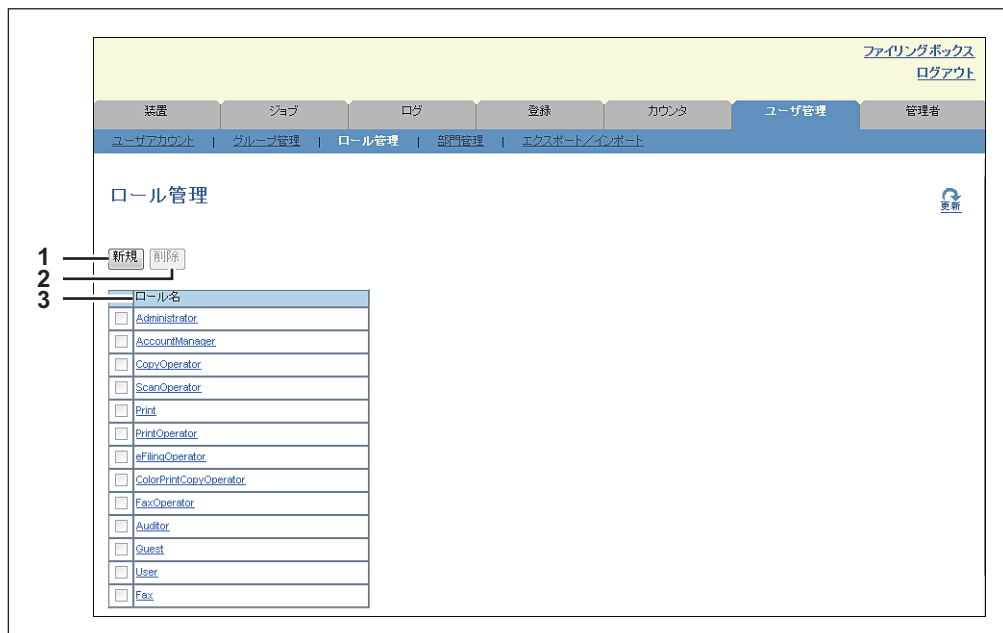 ファイリングボックス
ログアウト
装置 ジョブ ログ 登録 カウンタ ユーザ管理 管理者
ユーザアカウント | グループ管理 | ロール管理 | 部門管理 | エクスポート／インポート
ロール管理
更新
1 新規 削除
2
3 ロール名
Administrator
AccountManager
CopyOperator
ScanOperator
Print
PrintOperator
eFilingOperator
ColorPrintCopyOperator
FaxOperator
Auditor
Guest
User
Fax